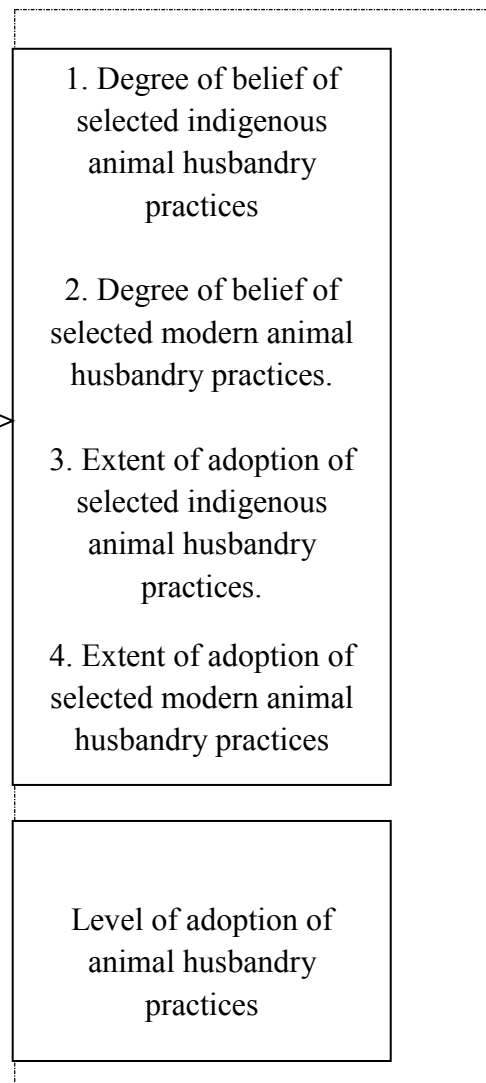 1. Degree of belief of
selected indigenous
animal husbandry
practices
2. Degree of belief of
selected modern animal
husbandry practices.
3. Extent of adoption of
selected indigenous
animal husbandry
practices.
4. Extent of adoption of
selected modern animal
husbandry practices
Level of adoption of
animal husbandry
practices